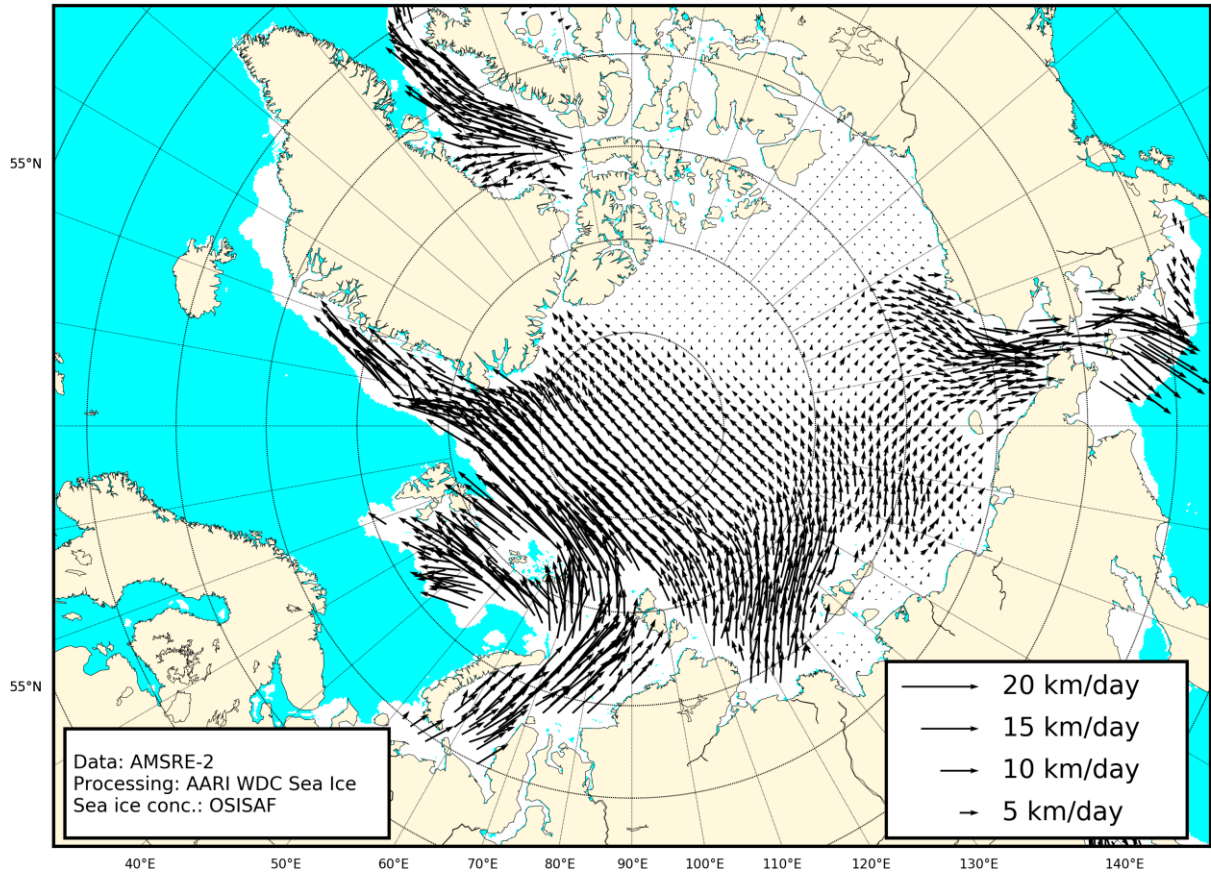 55°N
55°N
Data: AMSRE-2
Processing: AARI WDC Sea Ice
Sea ice conc.: OSISAF
20 km/day
15 km/day
10 km/day
5 km/day
40°E 50°E 60°E 70°E 80°E 90°E 100°E 110°E 120°E 130°E 140°E